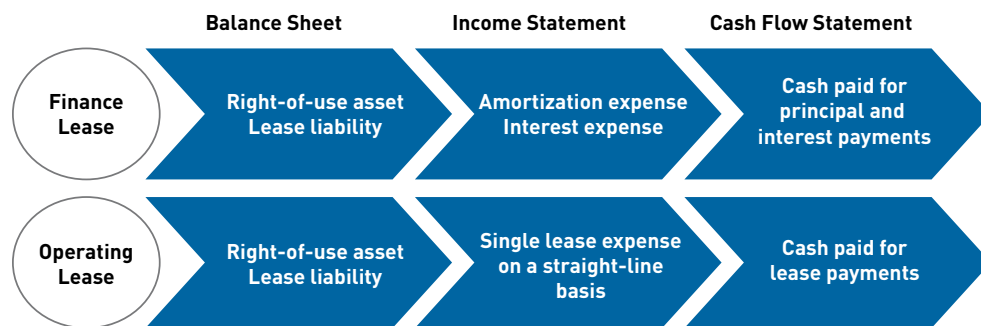 Balance Sheet
Income Statement
Cash Flow Statement
Finance
Lease
Right-of-use asset
Lease liability
Amortization expense
Interest expense
Cash paid for
principal and
interest payments
Operating
Lease
Right-of-use asset
Lease liability
Single lease expense
on a straight-line
basis
Cash paid for
lease payments